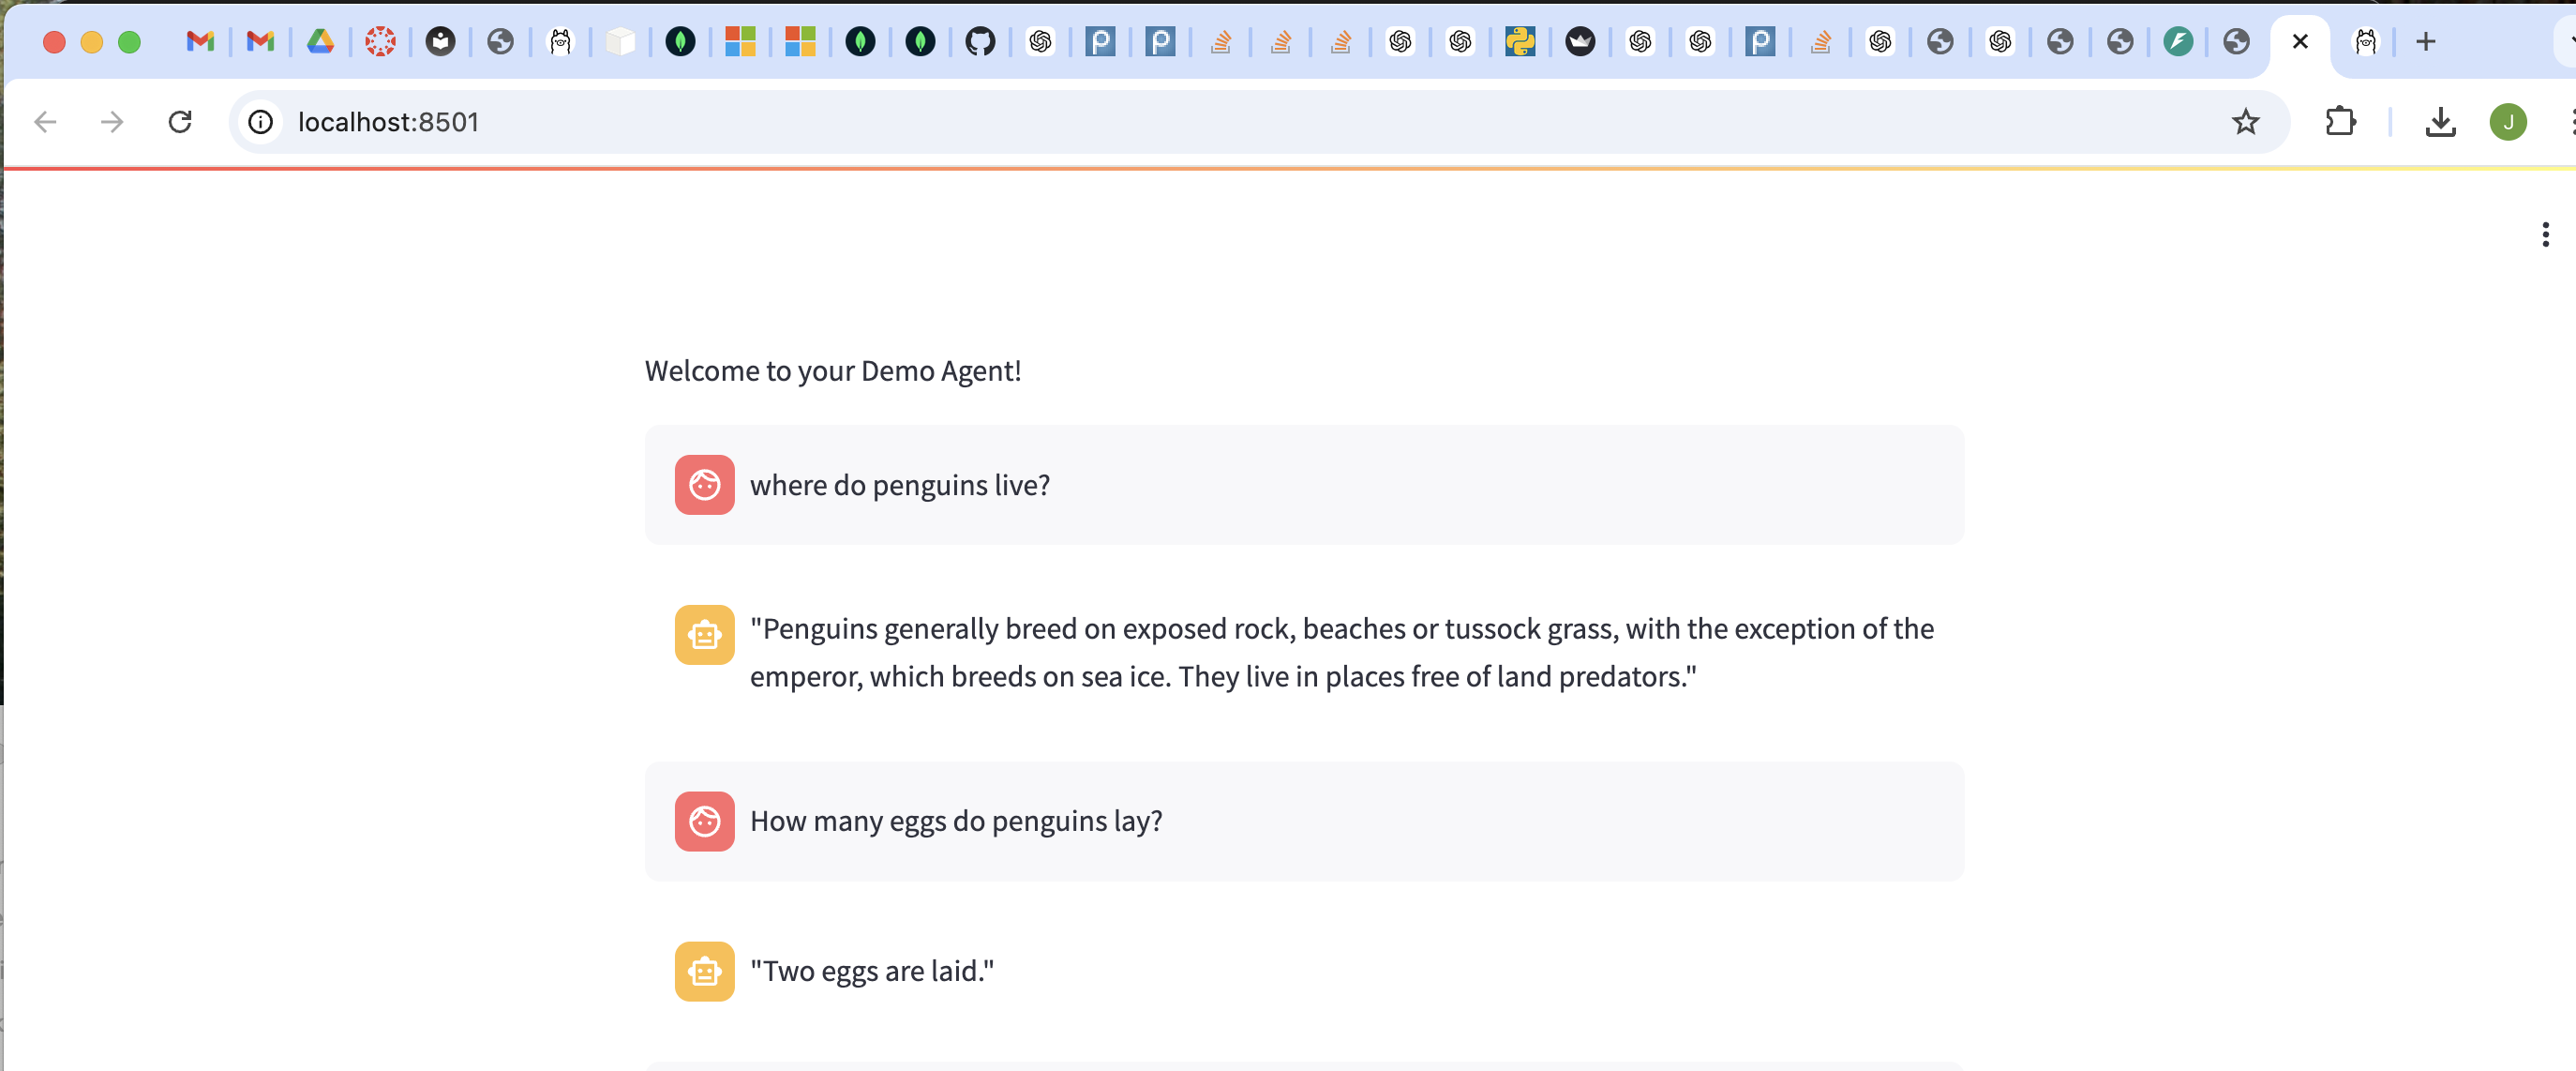 localhost:8501
J
Welcome to your Demo Agent!
where do penguins live?
"Penguins generally breed on exposed rock, beaches or tussock grass, with the exception of the
emperor, which breeds on sea ice. They live in places free of land predators."
How many eggs do penguins lay?
"Two eggs are laid."